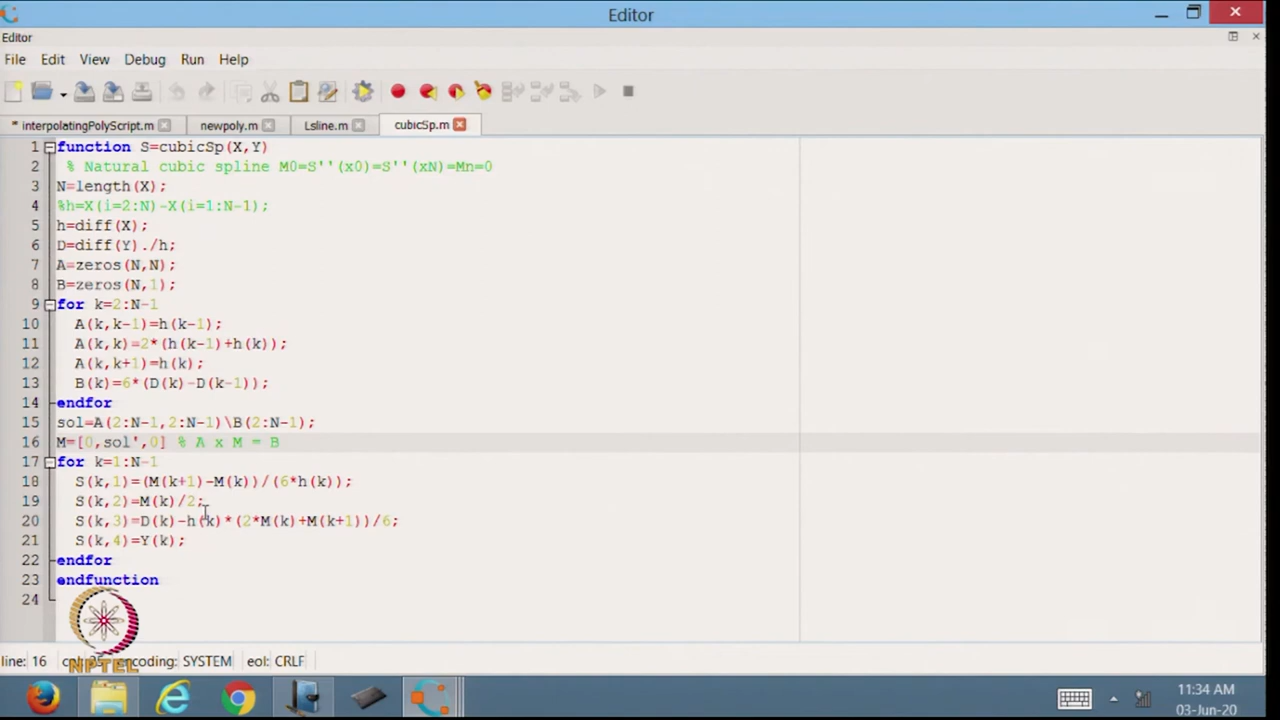 Editor
Editor
File Edit View Debug Run Help
* interpolatingPolyScript.m newpoly.m Lsline.m cubicSp.m
1 function S=cubicSp(X,Y)
2 % Natural cubic spline M0=S''(x0)=S''(xN)=Mn=0
3 N=length(X);
4 %h=X(i=2:N)-X(i=1:N-1);
5 h=diff(X);
6 D=diff(Y)./h;
7 A=zeros(N,N);
8 B=zeros(N,1);
9 for k=2:N-1
10 A(k,k-1)=h(k-1);
11 A(k,k)=2*(h(k-1)+h(k));
12 A(k,k+1)=h(k);
13 B(k)=6*(D(k)-D(k-1));
14 endfor
15 sol=A(2:N-1,2:N-1)\B(2:N-1);
16 M=[0,sol',0] % A x M = B
17 for k=1:N-1
18 S(k,1)=(M(k+1)-M(k))/(6*h(k));
19 S(k,2)=M(k)/2;
20 S(k,3)=D(k)-h(k)*(2*M(k)+M(k+1))/6;
21 S(k,4)=Y(k);
22 endfor
23 endfunction
24
NPTEL
line: 16 encoding: SYSTEM eol: CRLF
11:34 AM
03-Jun-20